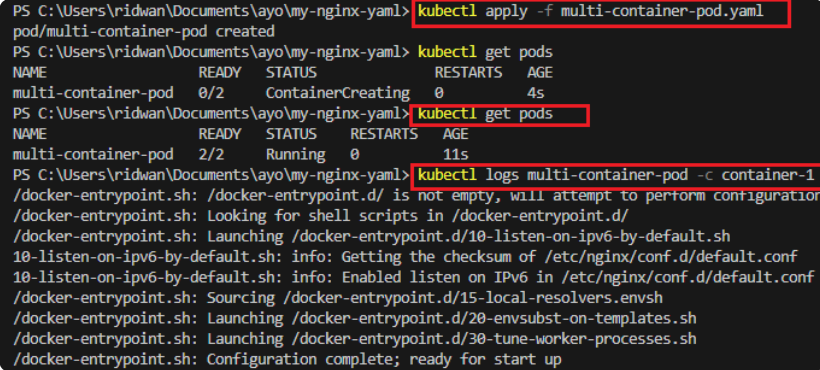 PS C:\Users\ridwan\Documents\ayo\my-nginx-yaml> kubectl apply -f multi-container-pod.yaml
pod/multi-container-pod created
PS C:\Users\ridwan\Documents\ayo\my-nginx-yaml> kubectl get pods
NAME READY STATUS RESTARTS AGE
multi-container-pod 0/2 ContainerCreating 0 4s
PS C:\Users\ridwan\Documents\ayo\my-nginx-yaml> kubectl get pods
NAME READY STATUS RESTARTS AGE
multi-container-pod 2/2 Running 0 11s
PS C:\Users\ridwan\Documents\ayo\my-nginx-yaml> kubectl logs multi-container-pod -c container-1
/docker-entrypoint.sh: /docker-entrypoint.d/ is not empty, will attempt to perform configuration
/docker-entrypoint.sh: Looking for shell scripts in /docker-entrypoint.d/
/docker-entrypoint.sh: Launching /docker-entrypoint.d/10-listen-on-ipv6-by-default.sh
10-listen-on-ipv6-by-default.sh: info: Getting the checksum of /etc/nginx/conf.d/default.conf
10-listen-on-ipv6-by-default.sh: info: Enabled listen on IPv6 in /etc/nginx/conf.d/default.conf
/docker-entrypoint.sh: Sourcing /docker-entrypoint.d/15-local-resolvers.envsh
/docker-entrypoint.sh: Launching /docker-entrypoint.d/20-envsubst-on-templates.sh
/docker-entrypoint.sh: Launching /docker-entrypoint.d/30-tune-worker-processes.sh
/docker-entrypoint.sh: Configuration complete; ready for start up